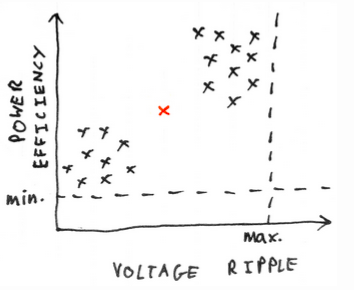 POWER
EFFICIENCY
min.
max.
VOLTAGE RIPPLE